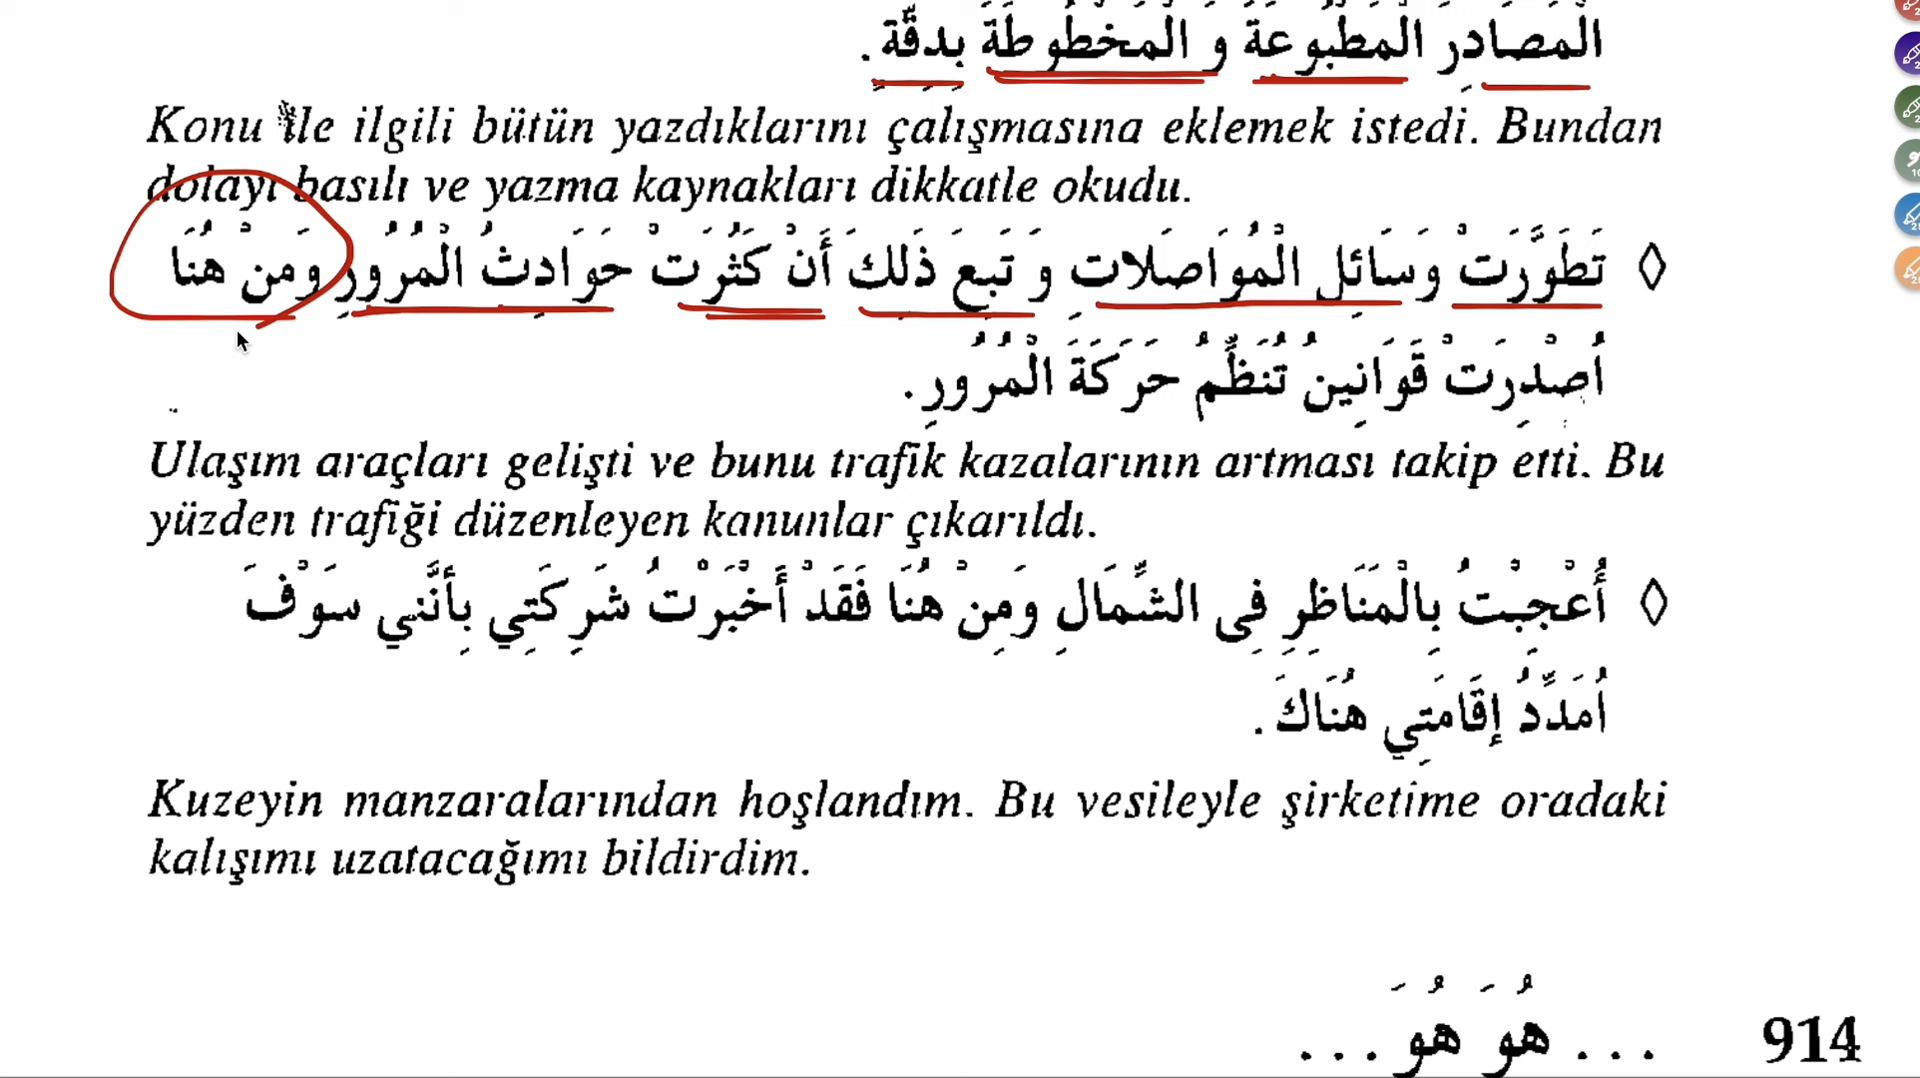 الْمَصَادِرِ الْمَطْبُوعَةَ وَ الْمَخْطُوطَةَ بِدِقَّةٍ .
Konu ile ilgili bütün yazdıklarını çalışmasına eklemek istedi. Bundan
dolayı basılı ve yazma kaynakları dikkatle okudu.
◊ تَطَوَّرَتْ وَسَائِل الْمُوَاصَلَاتِ وَ تَبِعَ ذَلِكَ أَنْ كَثُرَتْ حَوَادِثُ الْمُرُورِ وَمِنْ هُنَا
اُصْدِرَتْ قَوَانِينُ تُنَظِّمُ حَرَكَةَ الْمُرُورِ .
Ulaşım araçları gelişti ve bunu trafik kazalarının artması takip etti. Bu
yüzden trafiği düzenleyen kanunlar çıkarıldı.
◊ أُعْجِبْتُ بِالْمَنَاظِرِ فِى الشِّمَالِ وَمِنْ هُنَا فَقَدْ أَخْبَرْتُ شَرِكَتِي بِأَنَّنِي سَوْفَ
اُمَدِّدُ إِقَامَتِي هُنَاكَ .
Kuzeyin manzaralarından hoşlandım. Bu vesileyle şirketime oradaki
kalışımı uzatacağımı bildirdim.
914 ... هُوَ هُوَ ...